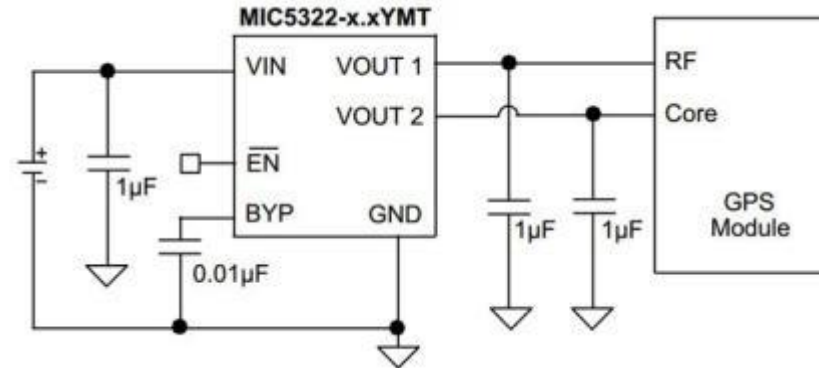 MIC5322-x.xYMT
VIN
VOUT 1
RF
VOUT 2
Core
+
-
EN
1µF
BYP
GND
0.01µF
1µF
1µF
GPS
Module